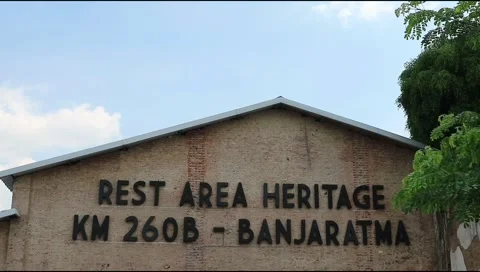 REST AREA HERITAGE
KM 260B - BANJARATMA